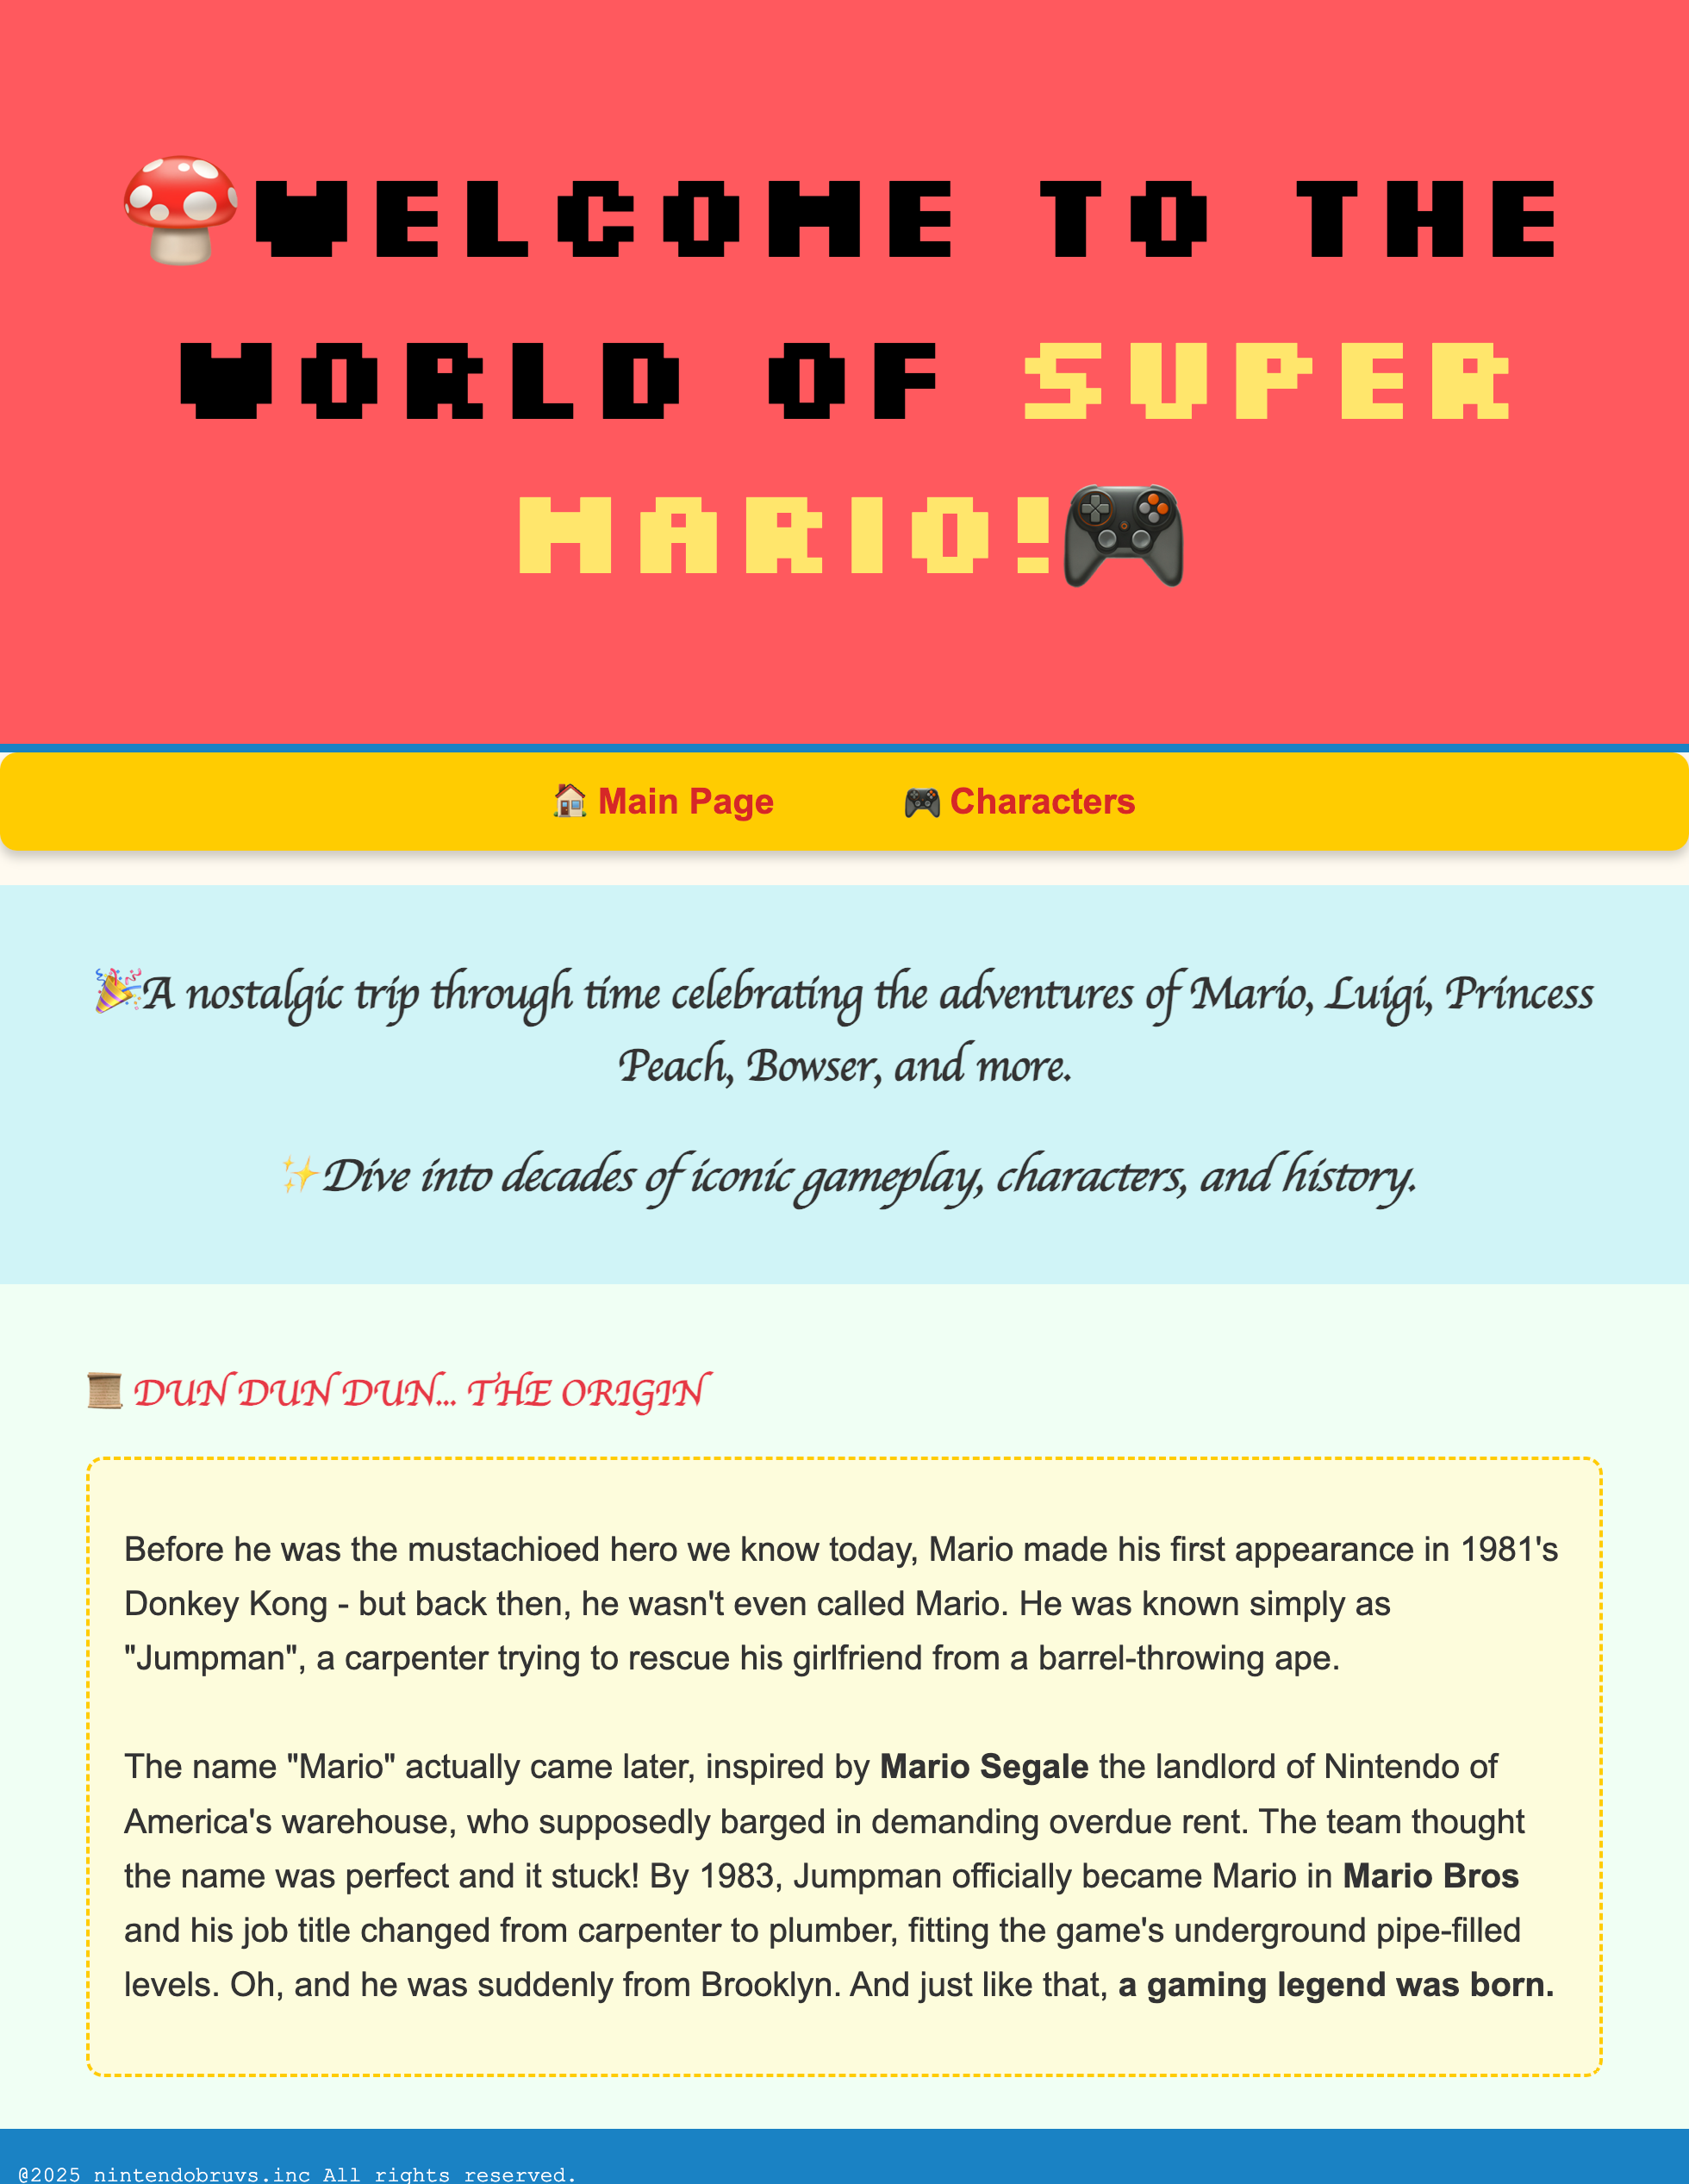 🍄WELCOME TO THE
WORLD OF SUPER
MARIO!🎮
🏠 Main Page
🎮 Characters
🎉A nostalgic trip through time celebrating the adventures of Mario, Luigi, Princess
Peach, Bowser, and more.
✨Dive into decades of iconic gameplay, characters, and history.
📜 DUN DUN DUN... THE ORIGIN
Before he was the mustachioed hero we know today, Mario made his first appearance in 1981's
Donkey Kong - but back then, he wasn't even called Mario. He was known simply as
"Jumpman", a carpenter trying to rescue his girlfriend from a barrel-throwing ape.
The name "Mario" actually came later, inspired by Mario Segale the landlord of Nintendo of
America's warehouse, who supposedly barged in demanding overdue rent. The team thought
the name was perfect and it stuck! By 1983, Jumpman officially became Mario in Mario Bros
and his job title changed from carpenter to plumber, fitting the game's underground pipe-filled
levels. Oh, and he was suddenly from Brooklyn. And just like that, a gaming legend was born.
@2025 nintendobruvs.inc All rights reserved.